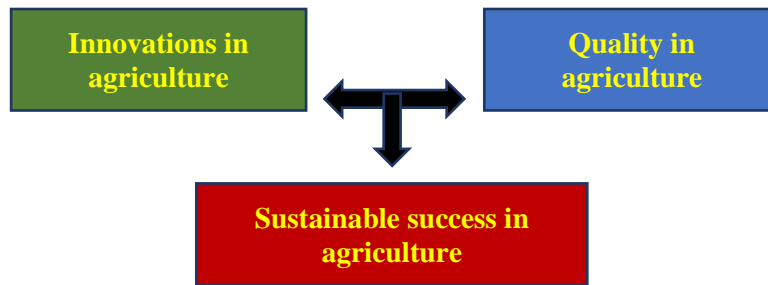 Innovations in
agriculture
Quality in
agriculture
Sustainable success in
agriculture